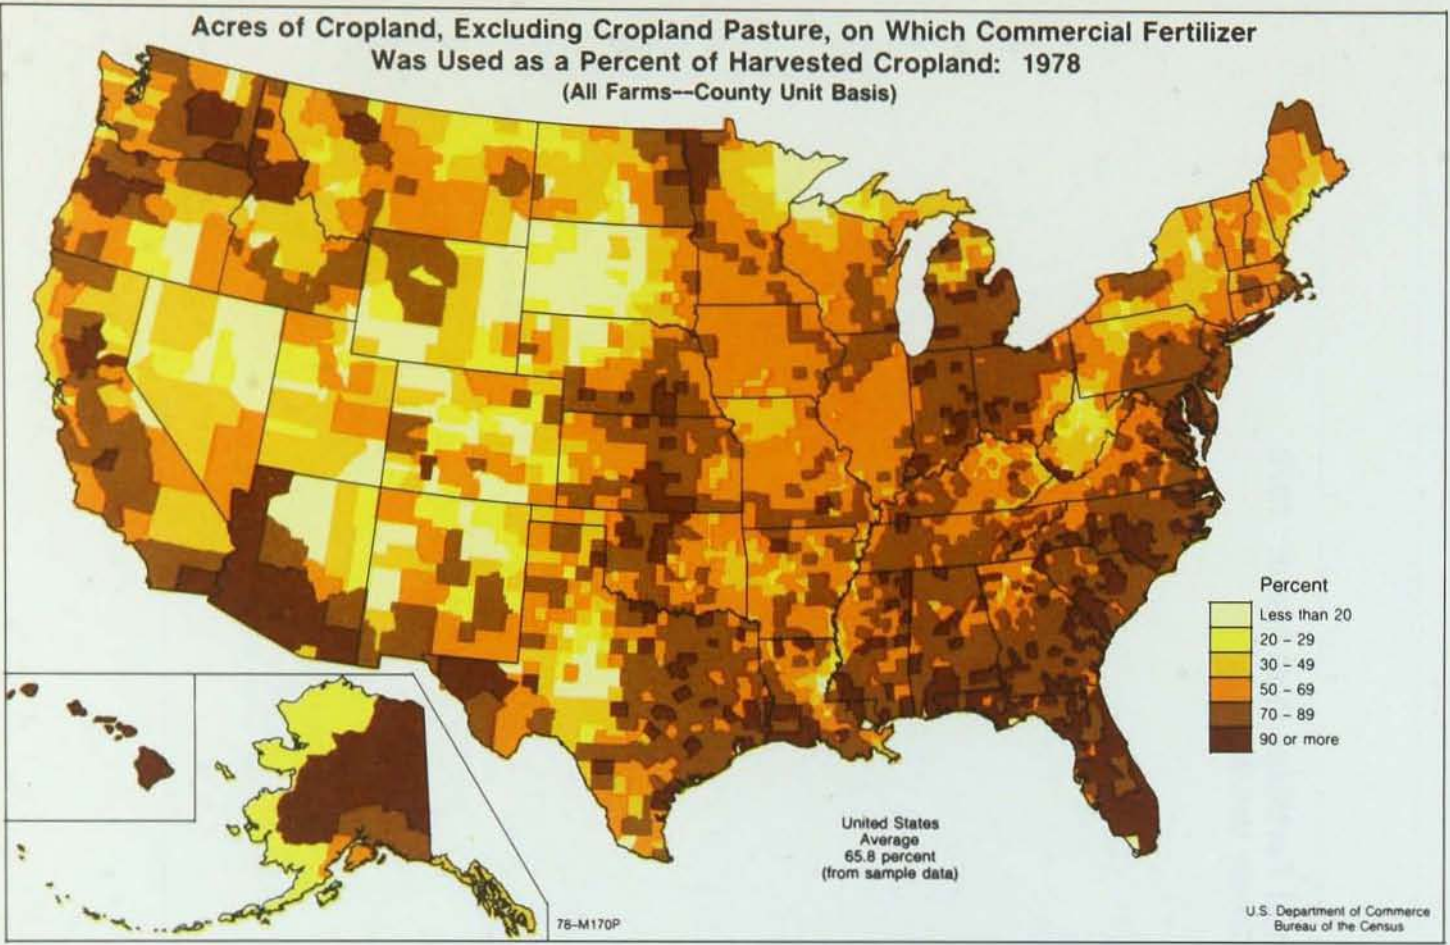 Acres of Cropland, Excluding Cropland Pasture, on Which Commercial Fertilizer
Was Used as a Percent of Harvested Cropland: 1978
(All Farms--County Unit Basis)
Percent
Less than 20
20 - 29
30 - 49
50 - 69
70 - 89
90 or more
United States
Average
65.8 percent
(from sample data)
78-M170P
U.S. Department of Commerce
Bureau of the Census